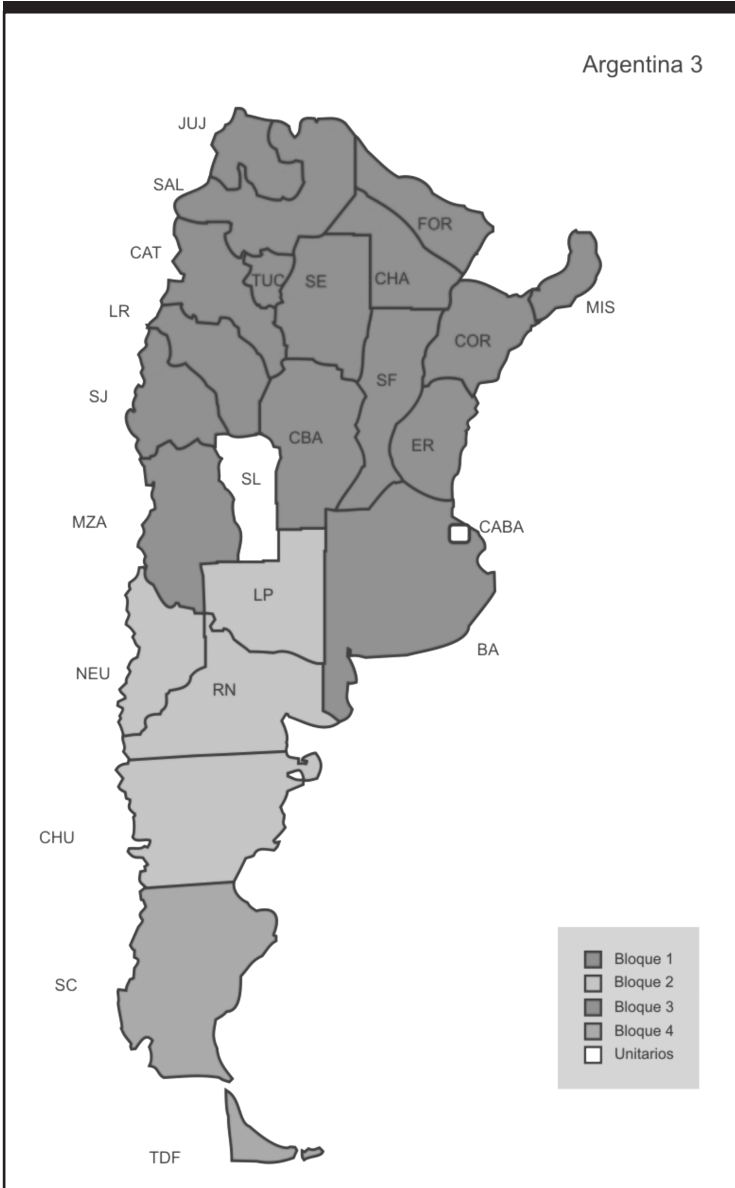 Argentina 3
JUJ
SAL
FOR
CAT
TUC
SE
CHA
LR
MIS
COR
SJ
SF
CBA
ER
SL
MZA
CABA
LP
BA
NEU
RN
CHU
Bloque 1
Bloque 2
Bloque 3
Bloque 4
Unitarios
SC
TDF